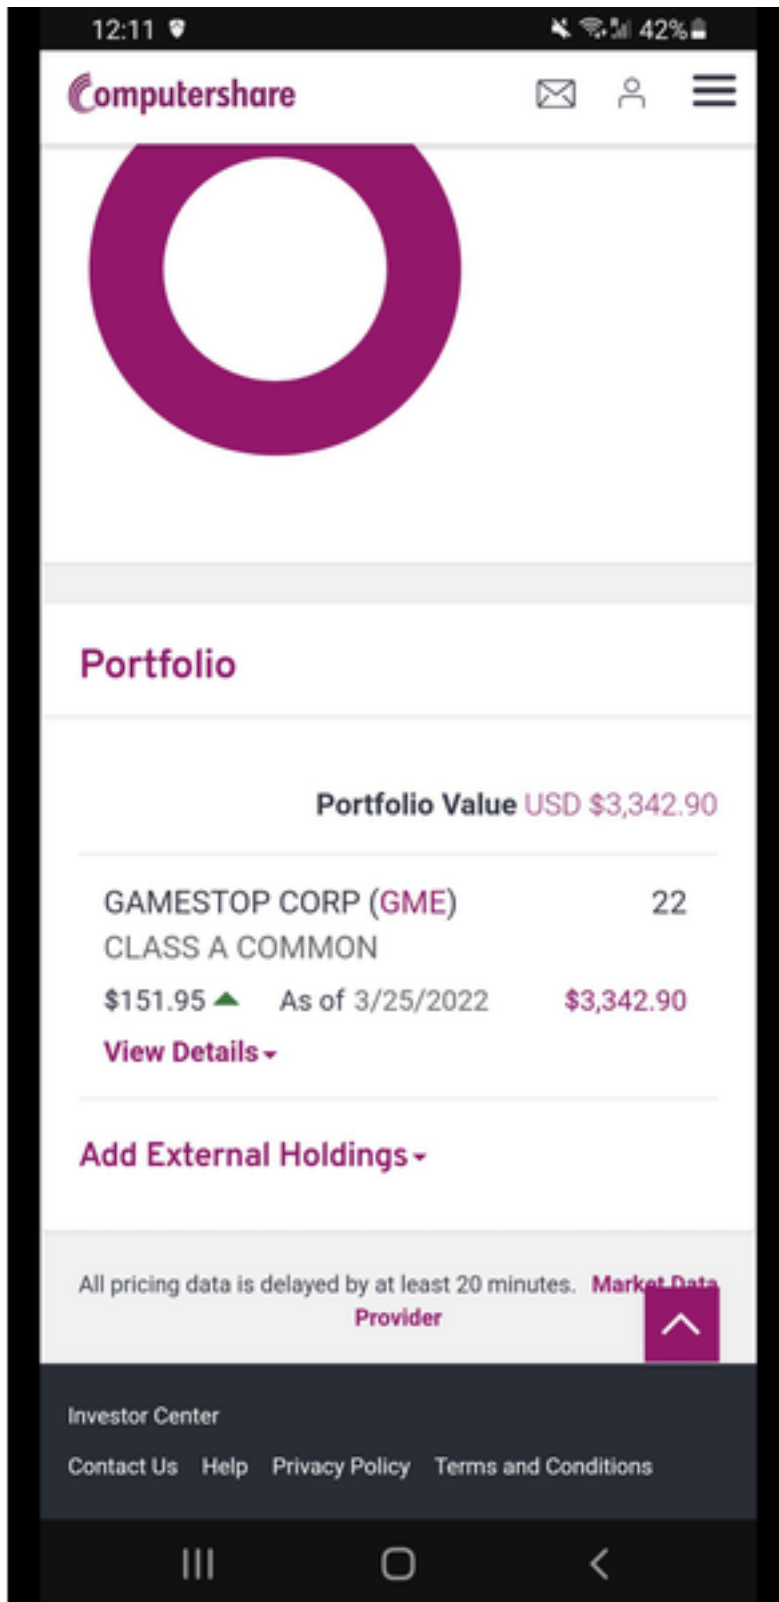 12:11 42%
Computershare
Portfolio
Portfolio Value USD $3,342.90
GAMESTOP CORP (GME) 22
CLASS A COMMON
$151.95 As of 3/25/2022 $3,342.90
View Details
Add External Holdings
All pricing data is delayed by at least 20 minutes. Market Data
Provider
Investor Center
Contact Us Help Privacy Policy Terms and Conditions